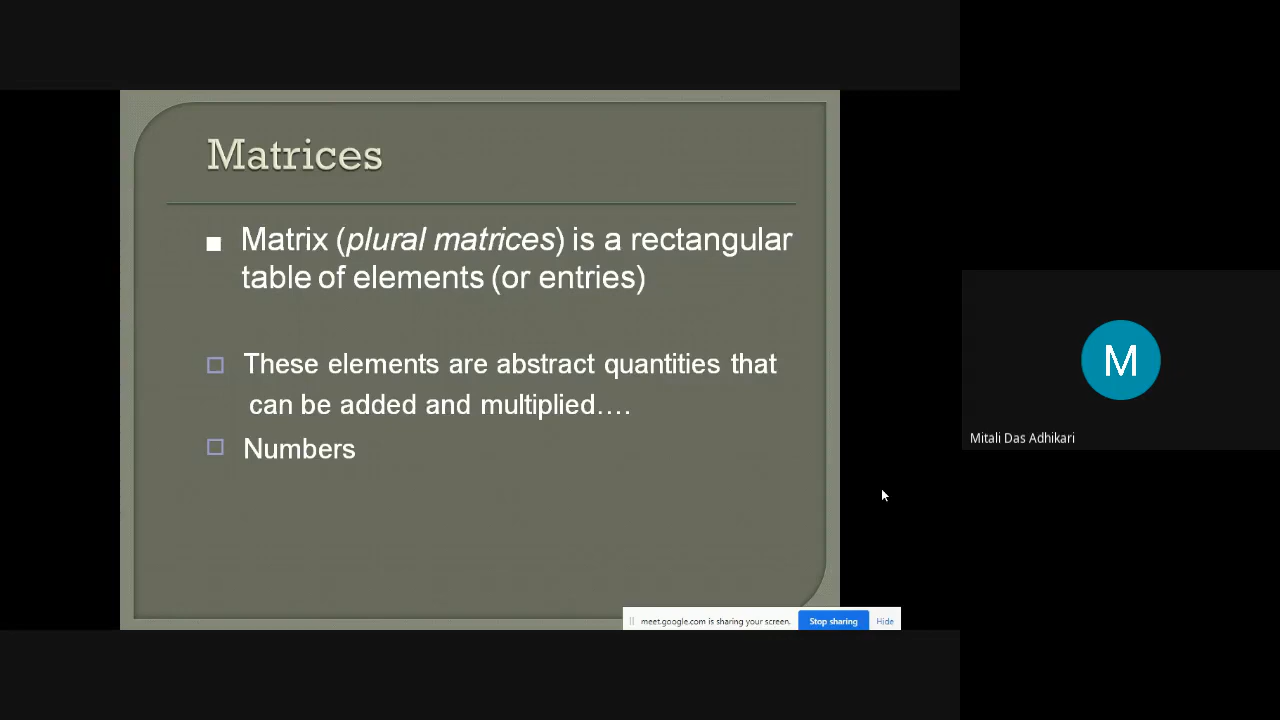 Matrices
Matrix (plural matrices) is a rectangular
table of elements (or entries)
These elements are abstract quantities that
can be added and multiplied….
Numbers
M
Mitali Das Adhikari
meet.google.com is sharing your screen.
Stop sharing
Hide